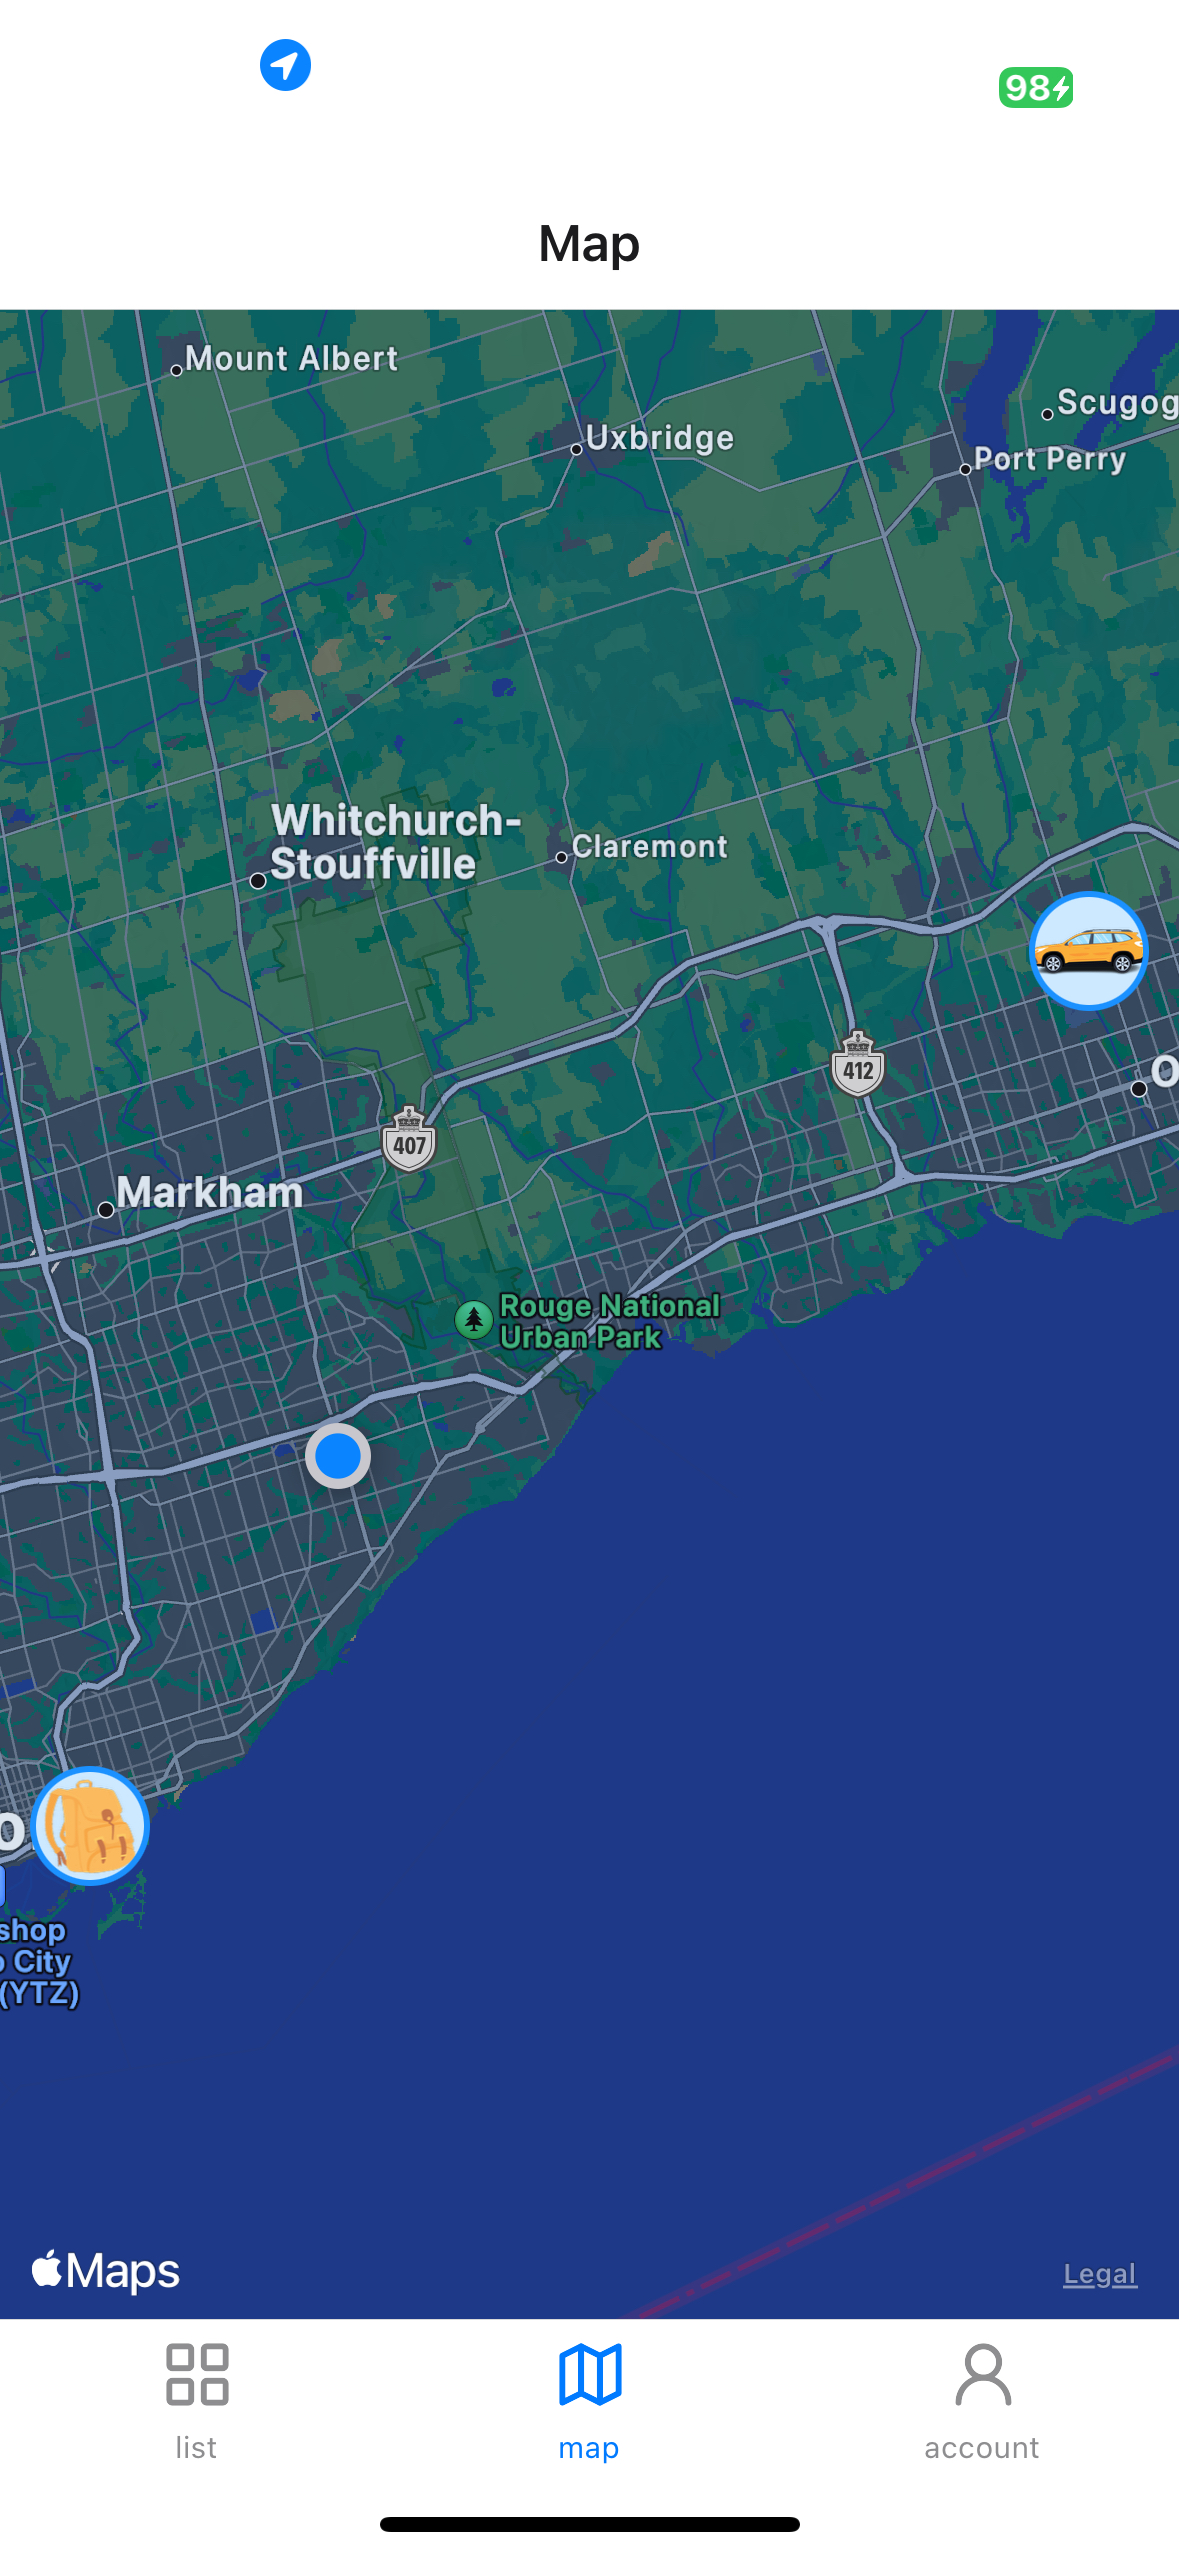 98
Map
Mount Albert
Scugog
Uxbridge
Port Perry
Whitchurch-
Stouffville
Claremont
412
407
Markham
Rouge National
Urban Park
shop
City
(YTZ)
Maps
Legal
list
map
account